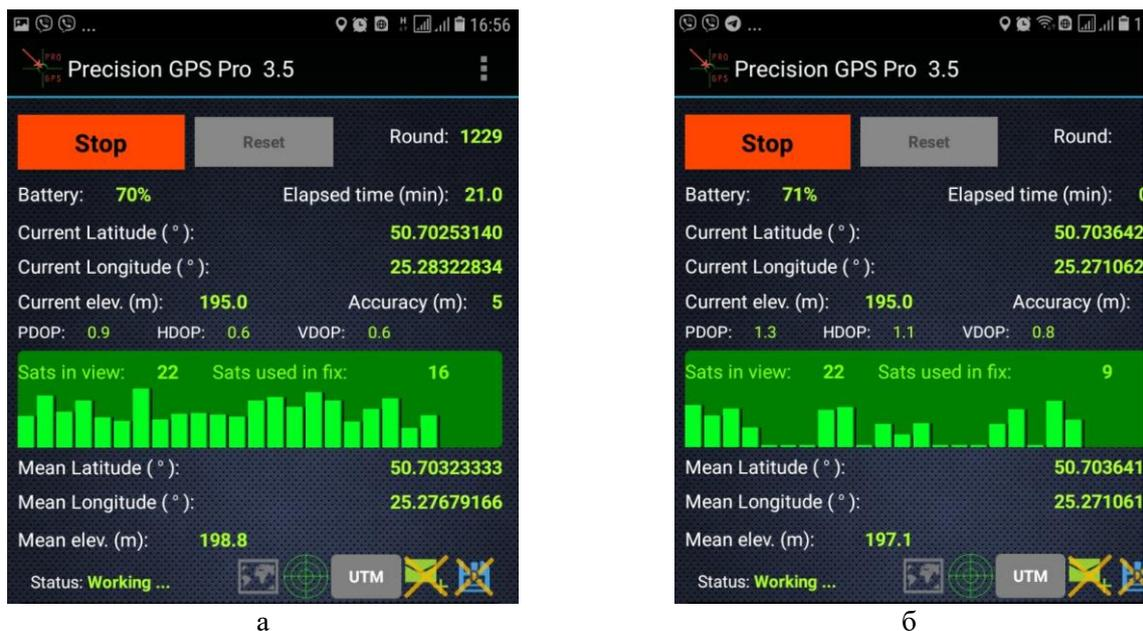 ... 16:56
PRO
GPS
Precision GPS Pro 3.5
Stop
Reset
Round: 1229
Battery: 70%
Elapsed time (min): 21.0
Current Latitude ( ° ): 50.70253140
Current Longitude ( ° ): 25.28322834
Current elev. (m): 195.0
Accuracy (m): 5
PDOP: 0.9 HDOP: 0.6 VDOP: 0.6
Sats in view: 22 Sats used in fix: 16
Mean Latitude ( ° ): 50.70323333
Mean Longitude ( ° ): 25.27679166
Mean elev. (m): 198.8
Status: Working ...
UTM
а
...
PRO
GPS
Precision GPS Pro 3.5
Stop
Reset
Round:
Battery: 71%
Elapsed time (min):
Current Latitude ( ° ): 50.703642
Current Longitude ( ° ): 25.271062
Current elev. (m): 195.0
Accuracy (m):
PDOP: 1.3 HDOP: 1.1 VDOP: 0.8
Sats in view: 22 Sats used in fix: 9
Mean Latitude ( ° ): 50.703641
Mean Longitude ( ° ): 25.271061
Mean elev. (m): 197.1
Status: Working ...
UTM
б